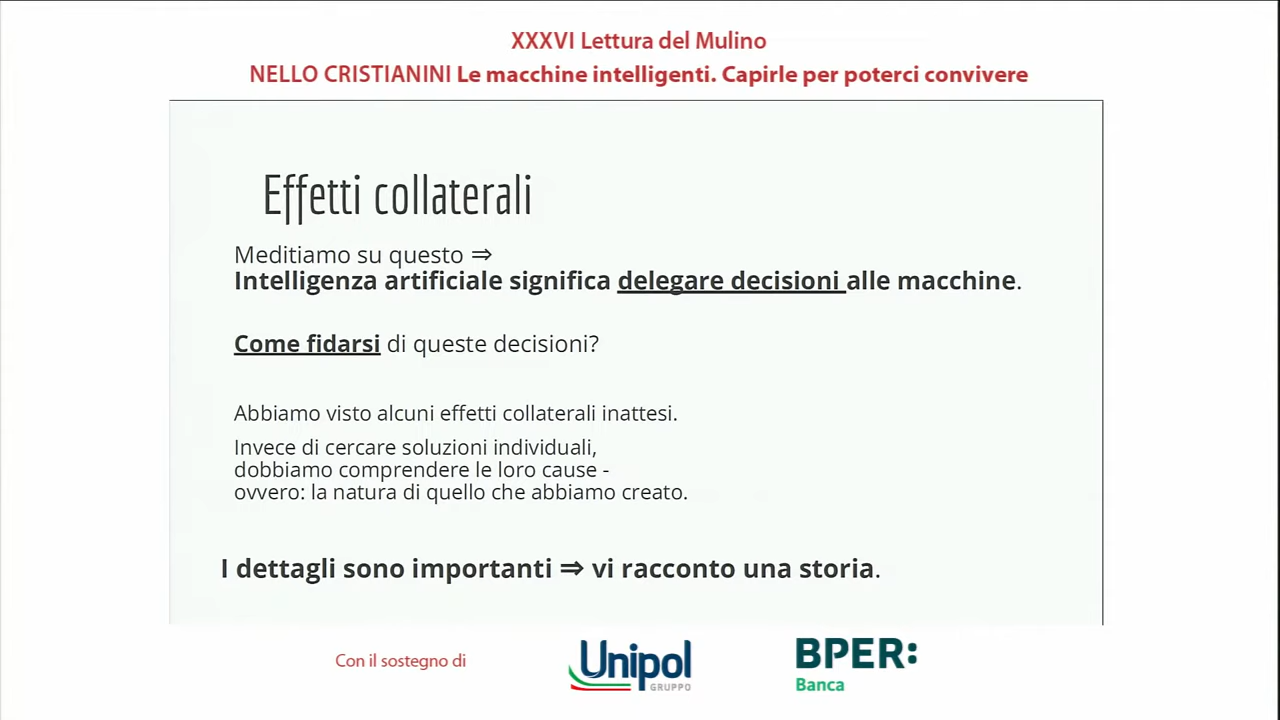 XXXVI Lettura del Mulino
NELLO CRISTIANINI Le macchine intelligenti. Capirle per poterci convivere
Effetti collaterali
Meditiamo su questo ⇒
Intelligenza artificiale significa delegare decisioni alle macchine.
Come fidarsi di queste decisioni?
Abbiamo visto alcuni effetti collaterali inattesi.
Invece di cercare soluzioni individuali,
dobbiamo comprendere le loro cause -
ovvero: la natura di quello che abbiamo creato.
I dettagli sono importanti ⇒ vi racconto una storia.
Con il sostegno di
Unipol
GRUPPO
BPER:
Banca